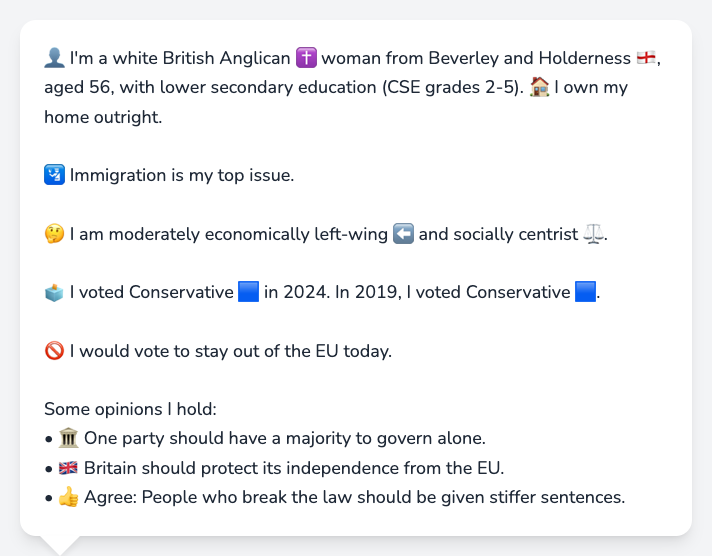 👤 I'm a white British Anglican ✝️ woman from Beverley and Holderness 🏴󠁧󠁢󠁥󠁮󠁧󠁿,
aged 56, with lower secondary education (CSE grades 2-5). 🏠 I own my
home outright.
🛂 Immigration is my top issue.
🤔 I am moderately economically left-wing ⬅️ and socially centrist ⚖️.
🗳️ I voted Conservative 🟦 in 2024. In 2019, I voted Conservative 🟦.
🚫 I would vote to stay out of the EU today.
Some opinions I hold:
• 🏛️ One party should have a majority to govern alone.
• 🇬🇧 Britain should protect its independence from the EU.
• 👍 Agree: People who break the law should be given stiffer sentences.